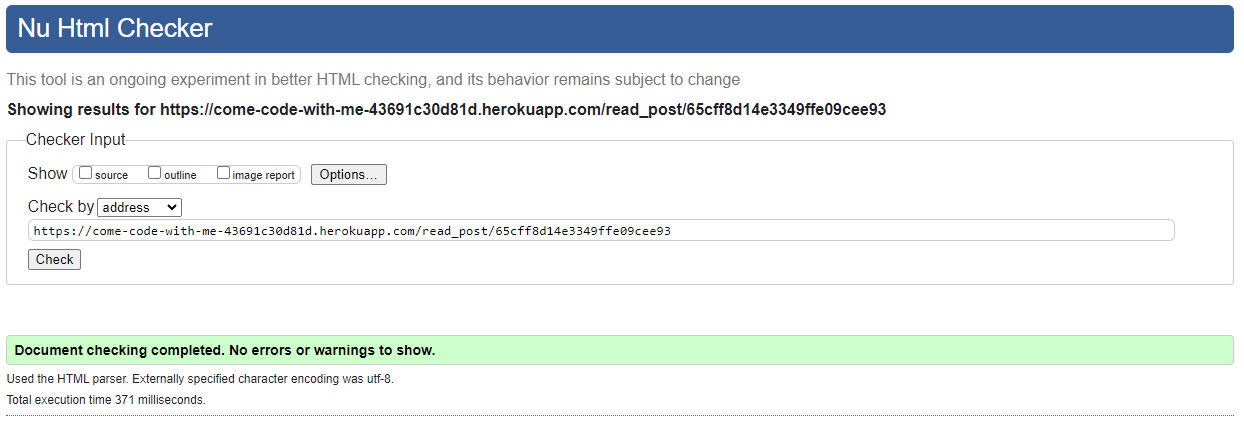 Nu Html Checker
This tool is an ongoing experiment in better HTML checking, and its behavior remains subject to change
Showing results for https://come-code-with-me-43691c30d81d.herokuapp.com/read_post/65cff8d14e3349ffe09cee93
Checker Input
Show source outline image report Options...
Check by address
https://come-code-with-me-43691c30d81d.herokuapp.com/read_post/65cff8d14e3349ffe09cee93
Check
Document checking completed. No errors or warnings to show.
Used the HTML parser. Externally specified character encoding was utf-8.
Total execution time 371 milliseconds.